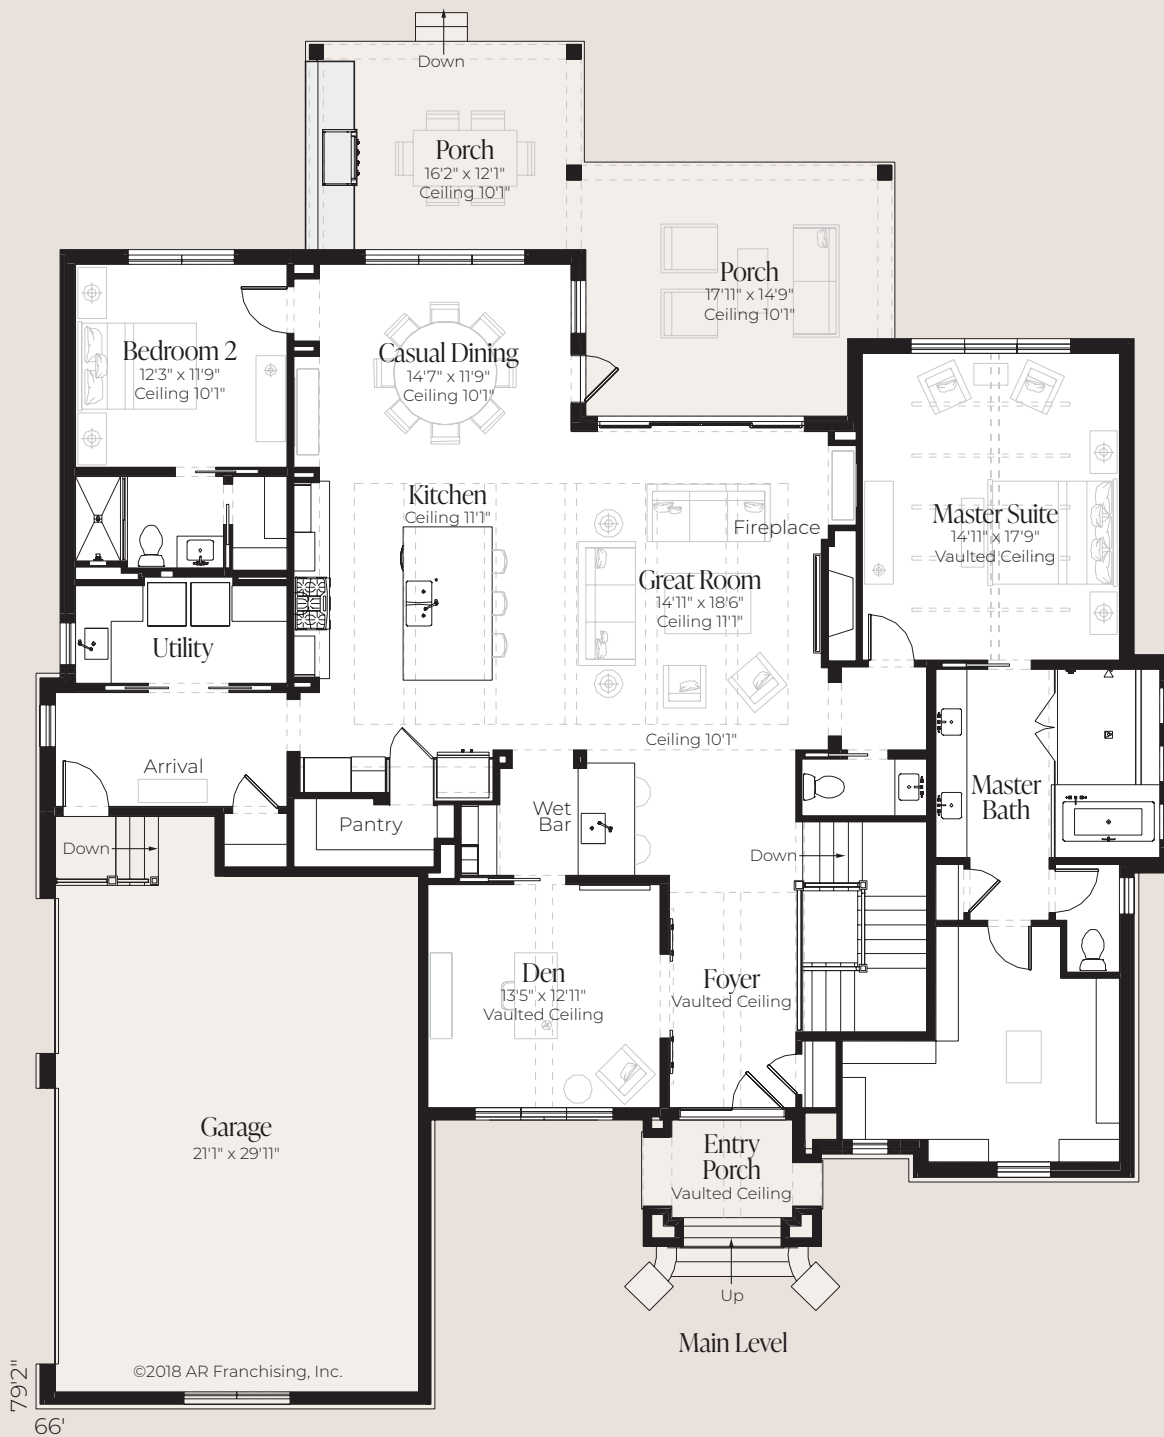 Down
Porch
16'2" x 12'1"
Ceiling 10'1"
Porch
17'11" x 14'9"
Ceiling 10'1"
Bedroom 2
12'3" x 11'9"
Ceiling 10'1"
Casual Dining
14'7" x 11'9"
Ceiling 10'1"
Kitchen
Ceiling 11'1"
Fireplace
Great Room
14'11" x 18'6"
Ceiling 11'1"
Master Suite
14'11" x 17'9"
Vaulted Ceiling
Utility
Ceiling 10'1"
Arrival
Master
Bath
Wet
Bar
Pantry
Down
Down
Den
13'5" x 12'11"
Vaulted Ceiling
Foyer
Vaulted Ceiling
Garage
21'1" x 29'11"
Entry
Porch
Vaulted Ceiling
Up
Main Level
©2018 AR Franchising, Inc.
79'2"
66'